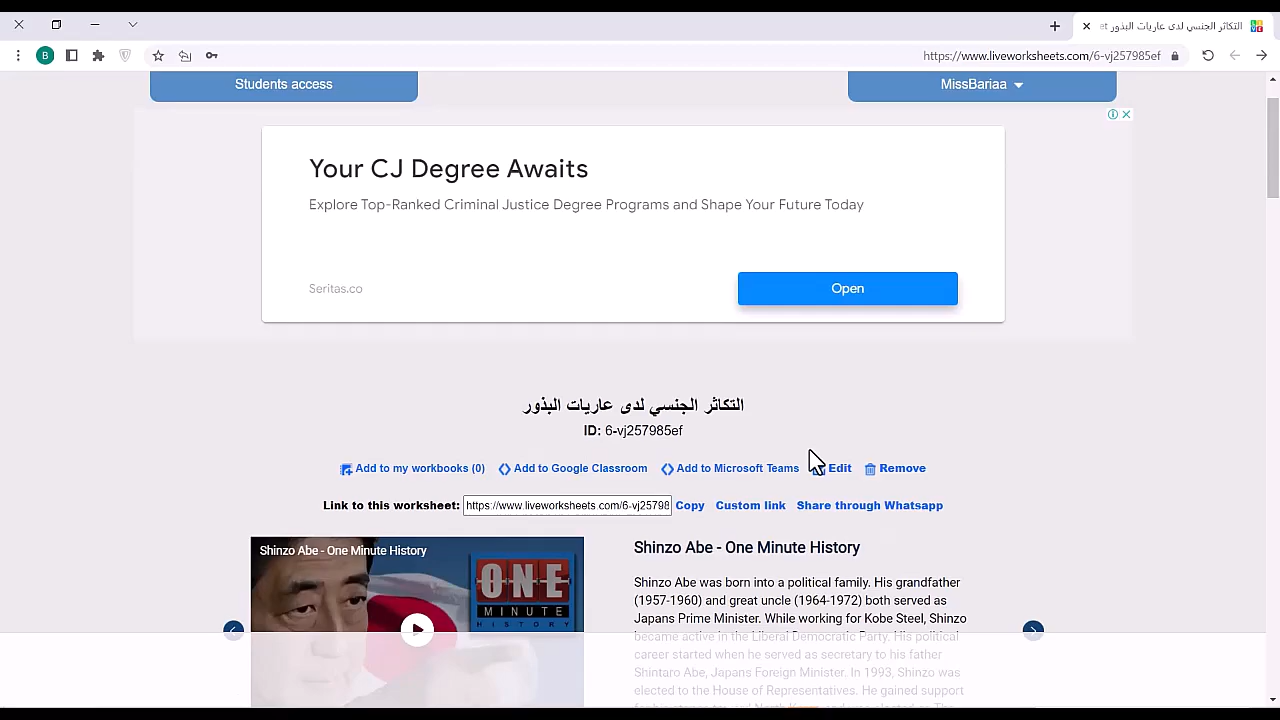 التكاثر الجنسي لدى عاريات البذور
https://www.liveworksheets.com/6-vj257985ef
B
Students access
MissBariaa
Your CJ Degree Awaits
Explore Top-Ranked Criminal Justice Degree Programs and Shape Your Future Today
Seritas.co
Open
التكاثر الجنسي لدى عاريات البذور
ID: 6-vj257985ef
Add to my workbooks (0)
Add to Google Classroom
Add to Microsoft Teams
Edit
Remove
Link to this worksheet: https://www.liveworksheets.com/6-vj25798 Copy Custom link Share through Whatsapp
Shinzo Abe - One Minute History
ONE
MINUTE
HISTORY
Shinzo Abe - One Minute History
Shinzo Abe was born into a political family. His grandfather
(1957-1960) and great uncle (1964-1972) both served as
Japans Prime Minister. While working for Kobe Steel, Shinzo
became active in the Liberal Democratic Party. His political
career started when he served as secretary to his father
Shintaro Abe, Japans Foreign Minister. In 1993, Shinzo was
elected to the House of Representatives. He gained support